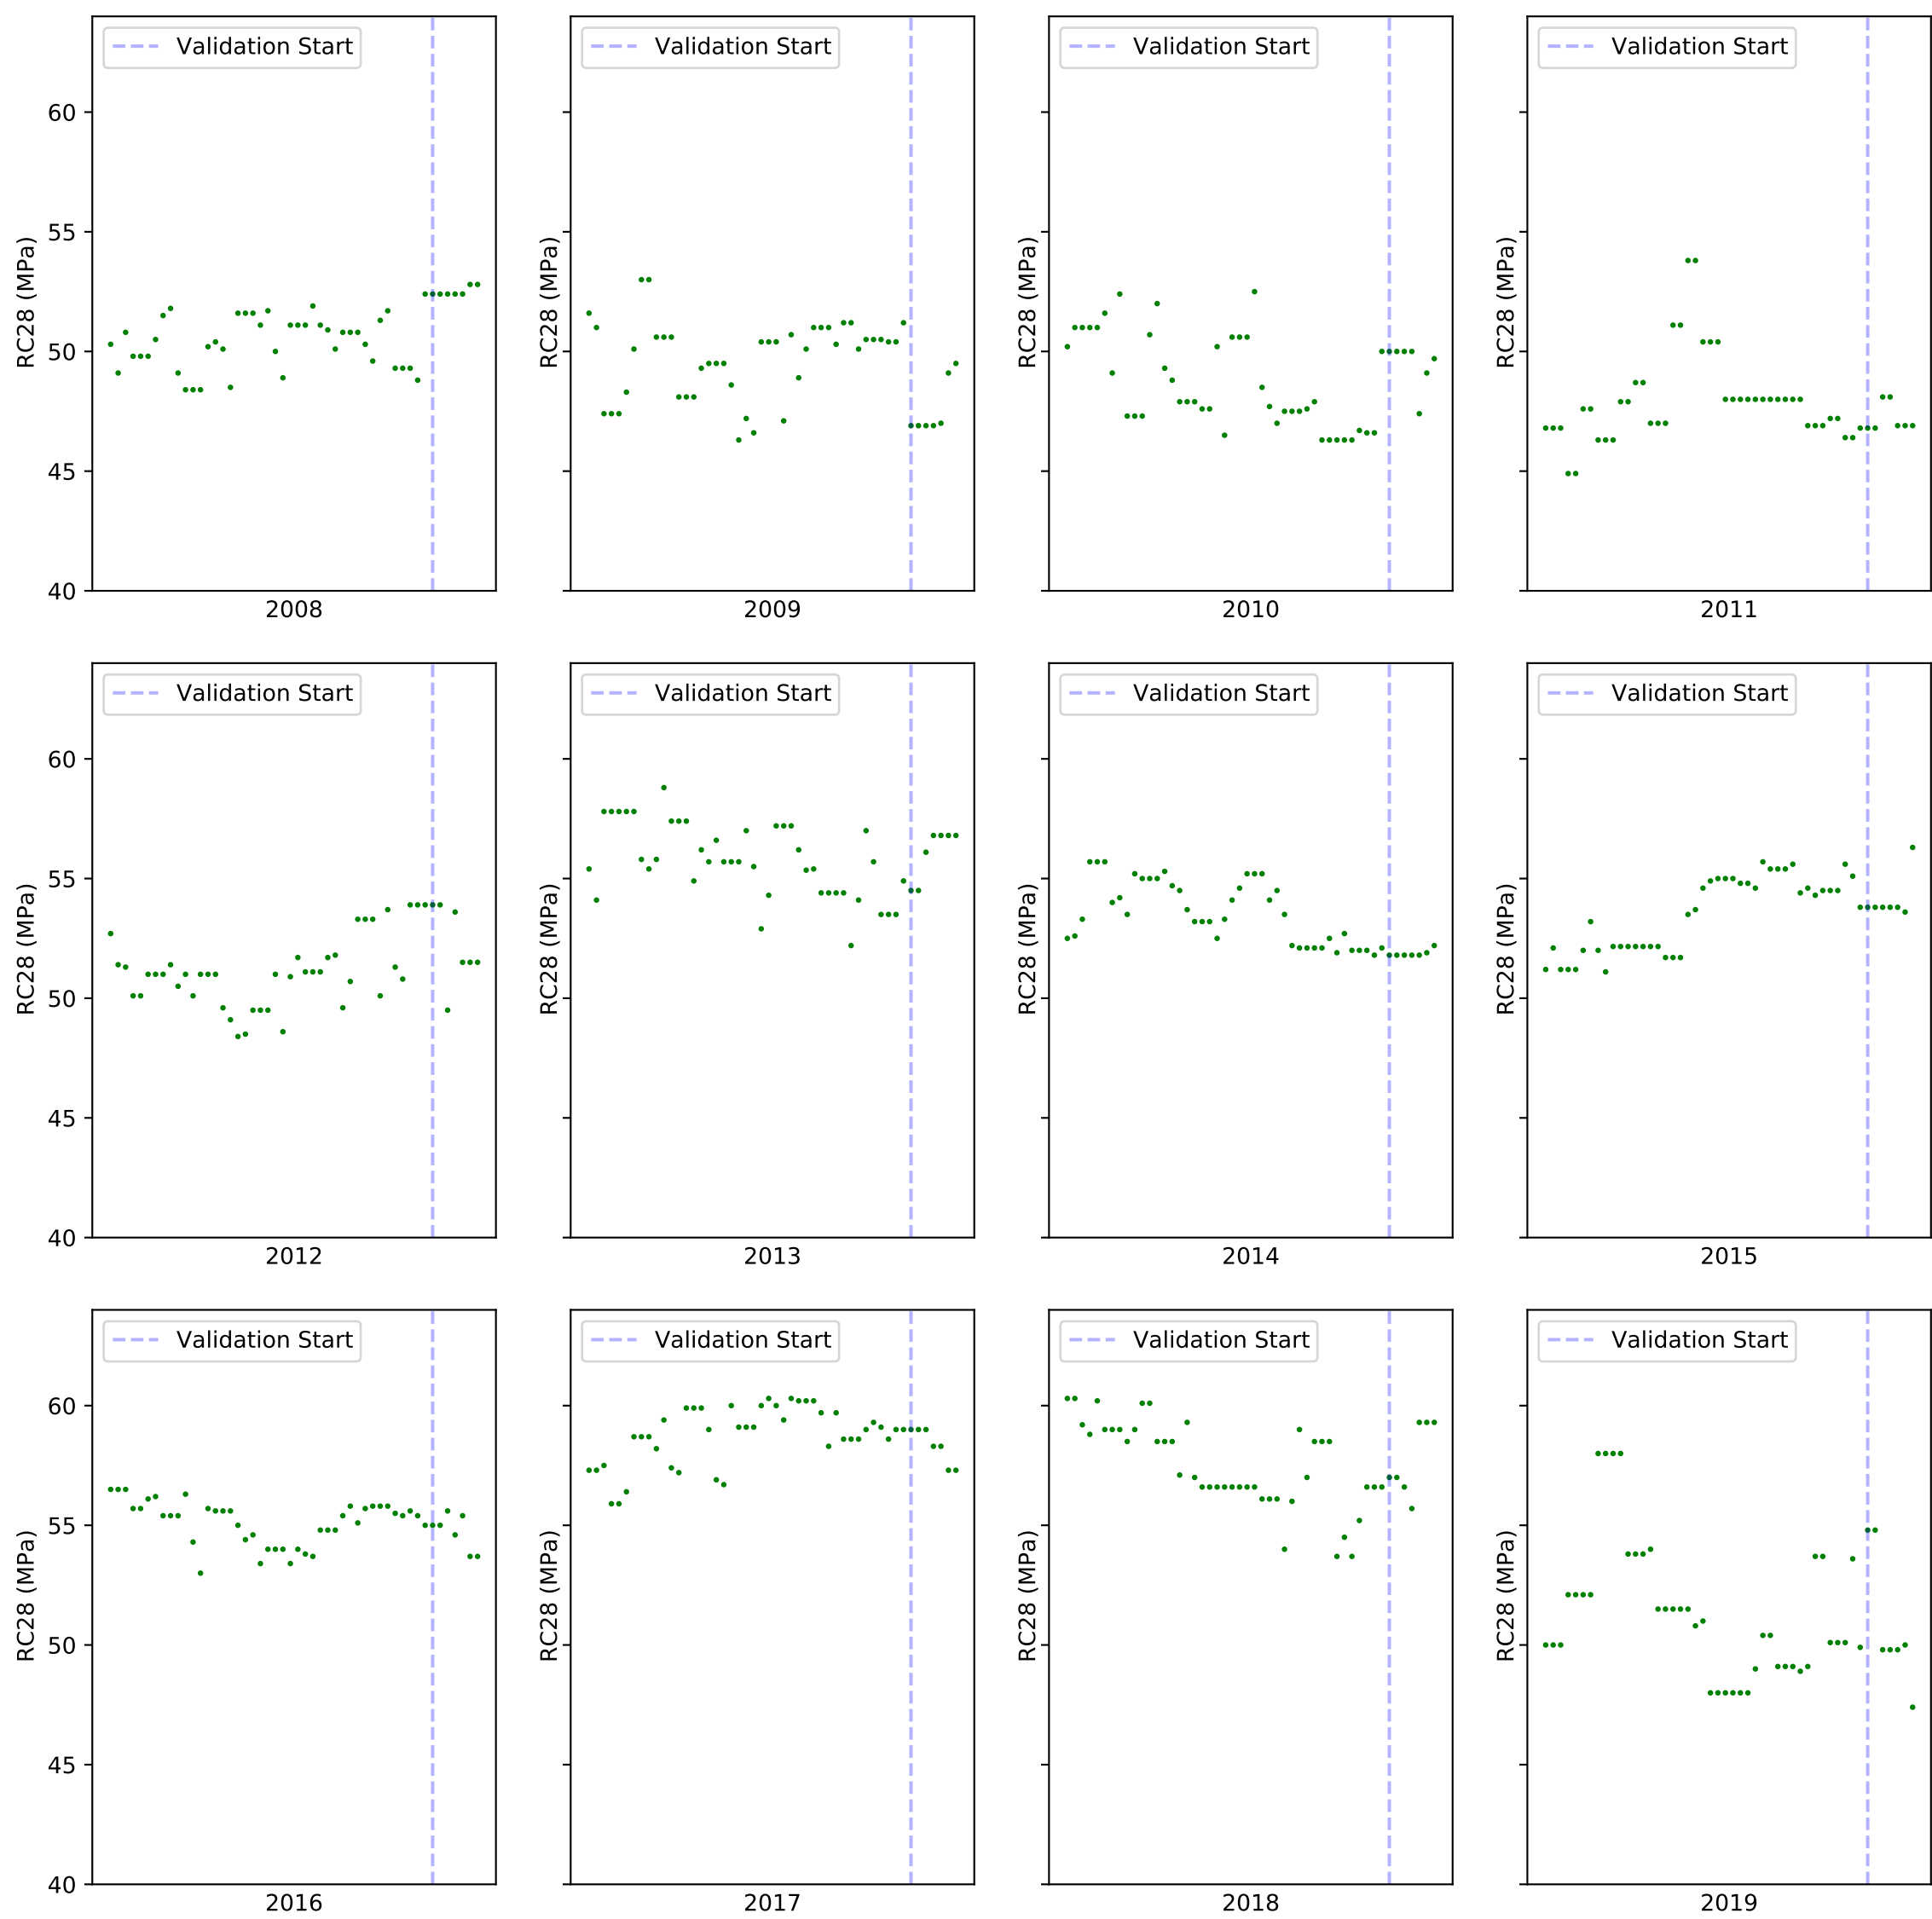 Validation Start
Validation Start
Validation Start
Validation Start
60
55
50
45
40
RC28 (MPa)
RC28 (MPa)
RC28 (MPa)
RC28 (MPa)
2008
2009
2010
2011
Validation Start
Validation Start
Validation Start
Validation Start
60
55
50
45
40
RC28 (MPa)
RC28 (MPa)
RC28 (MPa)
RC28 (MPa)
2012
2013
2014
2015
Validation Start
Validation Start
Validation Start
Validation Start
60
55
50
45
40
RC28 (MPa)
RC28 (MPa)
RC28 (MPa)
RC28 (MPa)
2016
2017
2018
2019